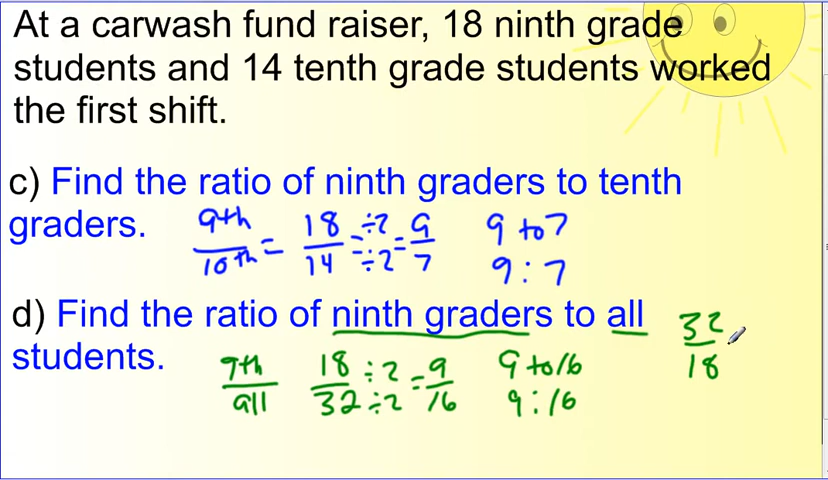 At a carwash fund raiser, 18 ninth grade
students and 14 tenth grade students worked
the first shift.
c) Find the ratio of ninth graders to tenth
graders.
9th/10th = 18/14 ÷2/÷2 = 9/7
9 to 7
9 : 7
d) Find the ratio of ninth graders to all
students.
9th/all 18/32 ÷2/÷2 = 9/16
9 to 16
9 : 16
32/18